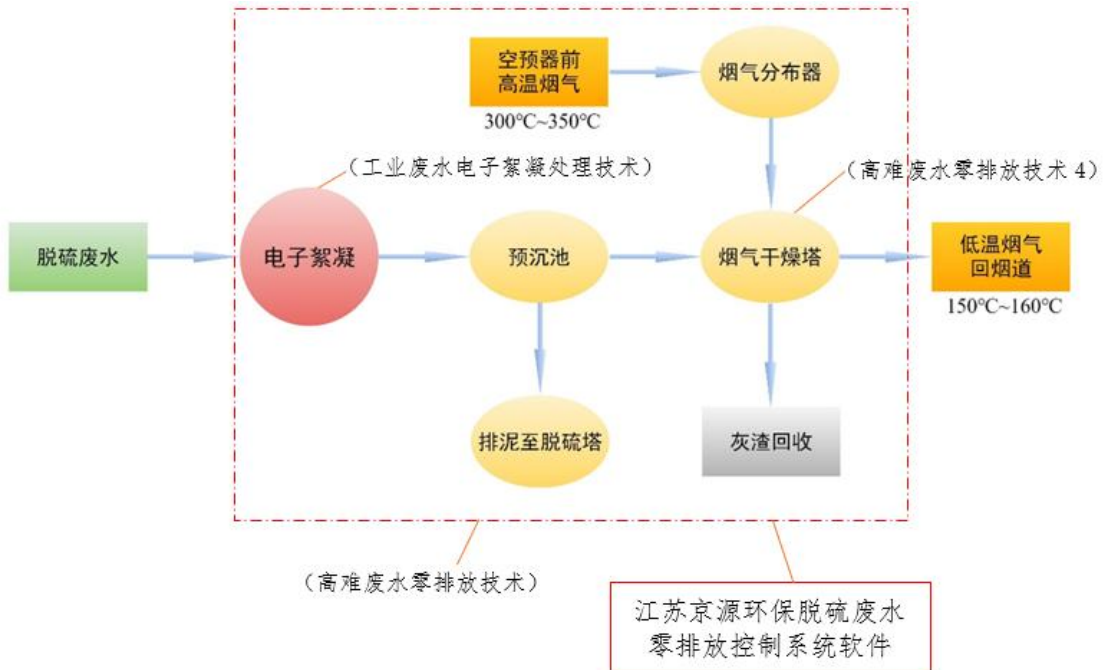 空预器前
高温烟气
300℃~350℃
烟气分布器
（工业废水电子絮凝处理技术）
（高难废水零排放技术 4）
脱硫废水
电子絮凝
预沉池
烟气干燥塔
低温烟气
回烟道
150℃~160℃
排泥至脱硫塔
灰渣回收
（高难废水零排放技术）
江苏京源环保脱硫废水
零排放控制系统软件